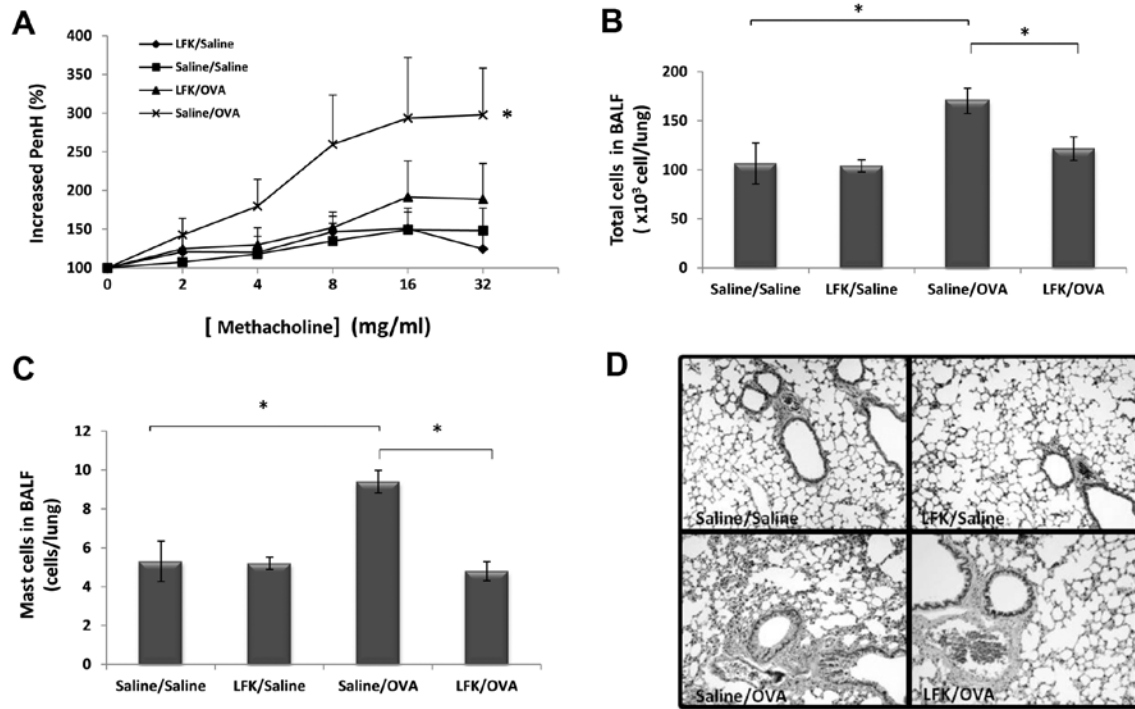 A
400
350
300
250
200
150
100
Increased PenH (%)
LFK/Saline
Saline/Saline
LFK/OVA
Saline/OVA
*
0 2 4 8 16 32
[ Methacholine] (mg/ml)
B
*
*
200
150
100
50
0
Total cells in BALF
( x10³ cell/lung)
Saline/Saline LFK/Saline Saline/OVA LFK/OVA
C
*
*
12
10
8
6
4
2
0
Mast cells in BALF
(cells/lung)
Saline/Saline LFK/Saline Saline/OVA LFK/OVA
D
Saline/Saline
LFK/Saline
Saline/OVA
LFK/OVA